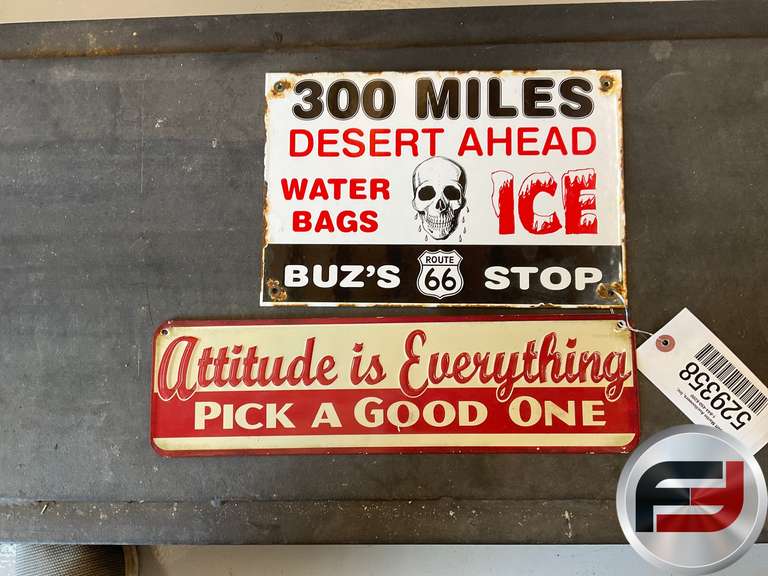 300 MILES
DESERT AHEAD
WATER
BAGS
ICE
ROUTE
BUZ'S 66 STOP
Attitude is Everything
PICK A GOOD ONE
529358